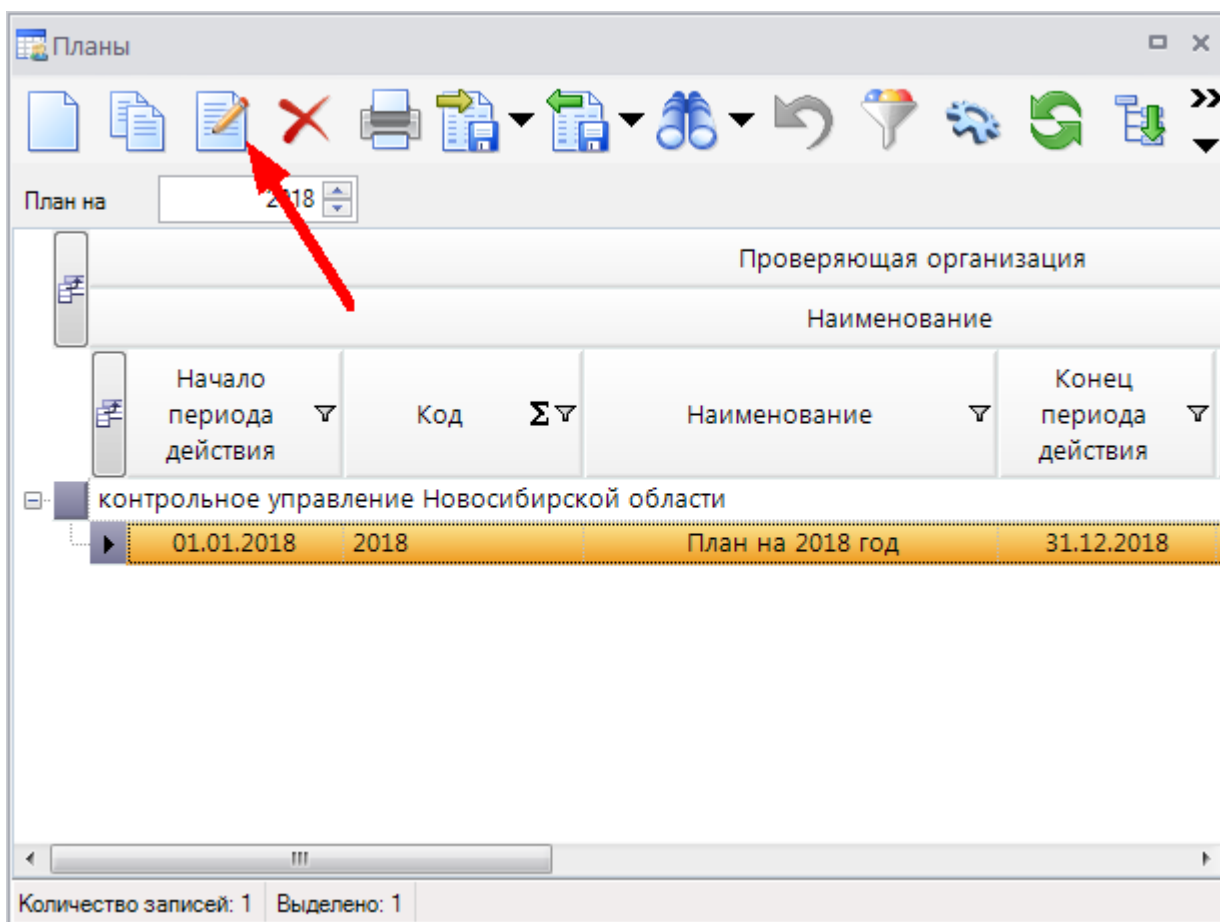 Планы
План на 2018
Проверяющая организация
Наименование
Начало периода действия
Код Σ
Наименование
Конец периода действия
контрольное управление Новосибирской области
01.01.2018 2018 План на 2018 год 31.12.2018
Количество записей: 1 Выделено: 1